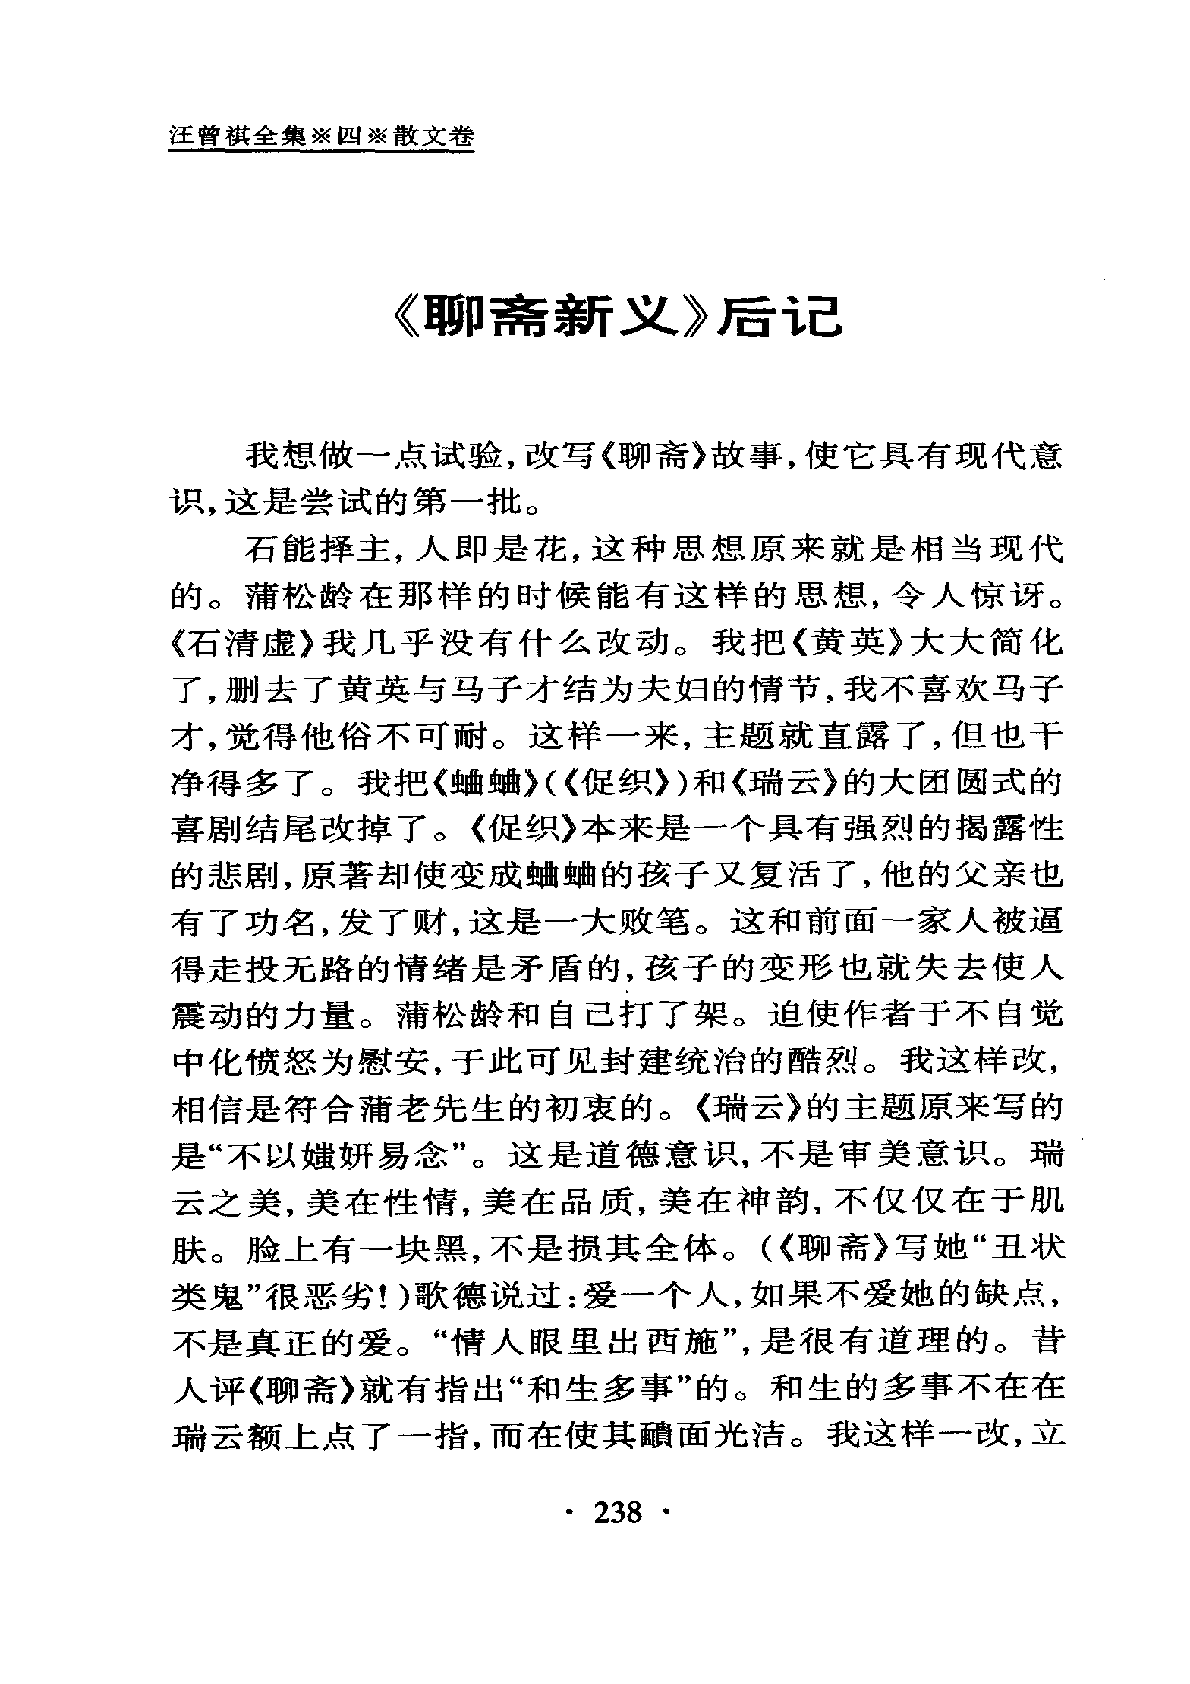 汪曾祺全集※四※散文卷
《聊斋新义》后记
我想做一点试验,改写《聊斋》故事,使它具有现代意
识,这是尝试的第一批。
石能择主,人即是花,这种思想原来就是相当现代
的。蒲松龄在那样的时候能有这样的思想,令人惊讶。
《石清虚》我几乎没有什么改动。我把《黄英》大大简化
了,删去了黄英与马子才结为夫妇的情节,我不喜欢马子
才,觉得他俗不可耐。这样一来,主题就直露了,但也干
净得多了。我把《蛐蛐》(《促织》)和《瑞云》的大团圆式的
喜剧结尾改掉了。《促织》本来是一个具有强烈的揭露性
的悲剧,原著却使变成蛐蛐的孩子又复活了,他的父亲也
有了功名,发了财,这是一大败笔。这和前面一家人被逼
得走投无路的情绪是矛盾的,孩子的变形也就失去使人
震动的力量。蒲松龄和自己打了架。迫使作者于不自觉
中化愤怒为慰安,于此可见封建统治的酷烈。我这样改,
相信是符合蒲老先生的初衷的。《瑞云》的主题原来写的
是“不以媸妍易念”。这是道德意识,不是审美意识。瑞
云之美,美在性情,美在品质,美在神韵,不仅仅在于肌
肤。脸上有一块黑,不是损其全体。(《聊斋》写她“丑状
类鬼”很恶劣!)歌德说过:爱一个人,如果不爱她的缺点,
不是真正的爱。“情人眼里出西施”,是很有道理的。昔
人评《聊斋》就有指出“和生多事”的。和生的多事不在在
瑞云额上点了一指,而在使其靧面光洁。我这样一改,立
· 238 ·